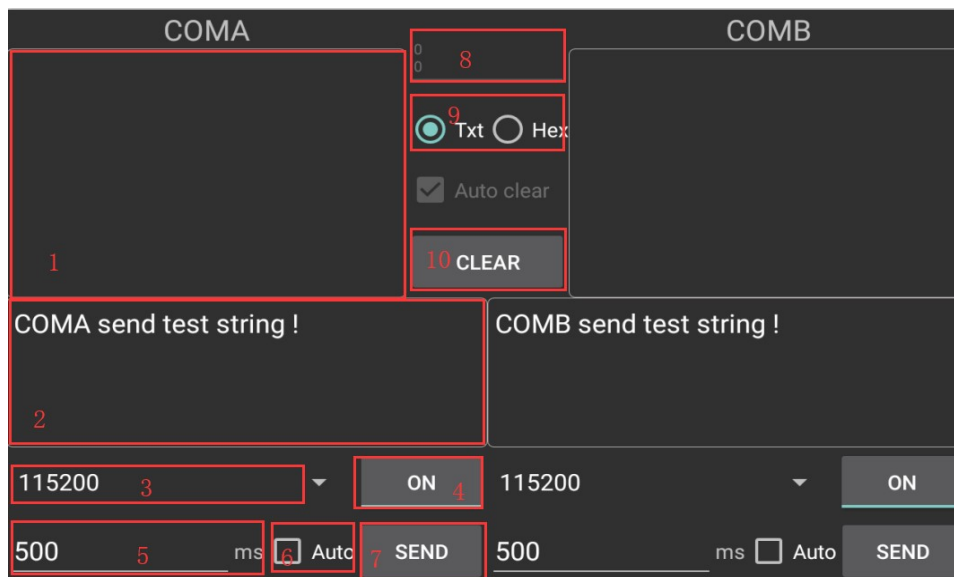 COMA
COMB
0
0
8
9
Txt Hex
Auto clear
1
10 CLEAR
COMA send test string !
COMB send test string !
2
115200 3
ON 4
115200
ON
500 5 ms
6 Auto
7 SEND
500 ms
Auto
SEND